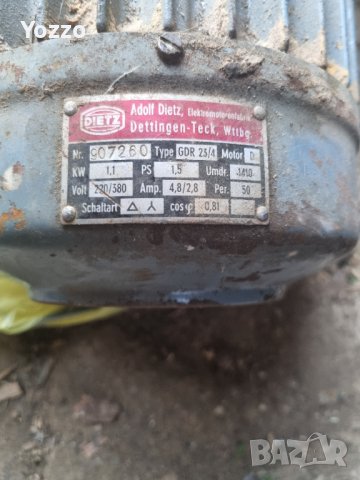 Yozzo
DIETZ
Adolf Dietz, Elektromotorenfabrik
Dettingen-Teck, Wttbg.
Nr. 907260 Type GDR 23/4 Motor D
KW 1,1 PS 1,5 Umdr. 1410
Volt 220/380 Amp. 4,8/2,8 Per. 50
Schaltart △ ⅄ cos φ 0,81
BAZAR